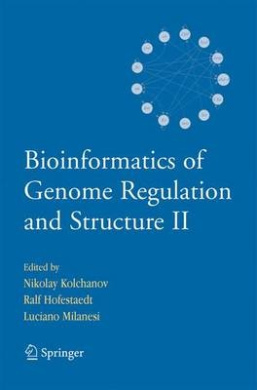 Bioinformatics of
Genome Regulation
and Structure II
Edited by
Nikolay Kolchanov
Ralf Hofestaedt
Luciano Milanesi
Springer